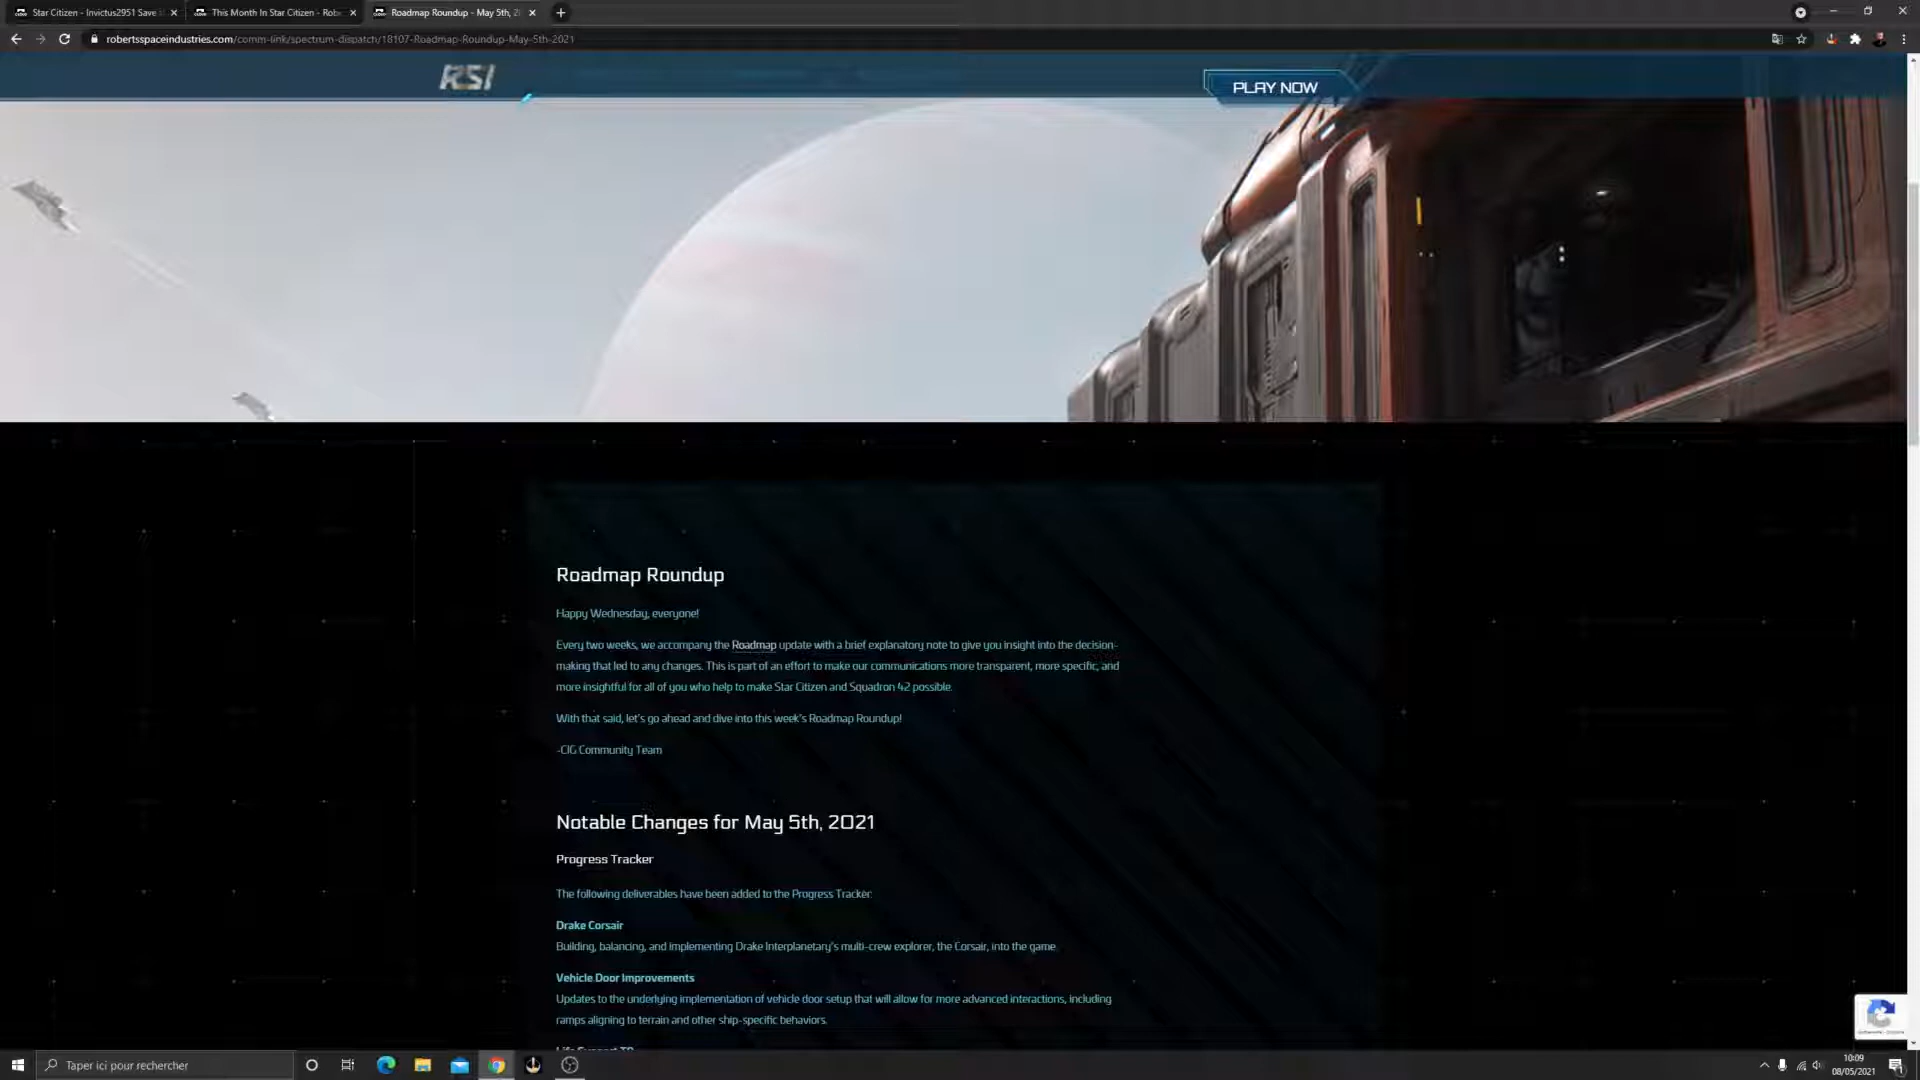 Star Citizen - Invictus2951 Save
This Month In Star Citizen - Rob
Roadmap Roundup - May 5th, 2
robertsspaceindustries.com/comm-link/spectrum-dispatch/18107-Roadmap-Roundup-May-5th-2021
RSI
PLAY NOW
Roadmap Roundup
Happy Wednesday, everyone!
Every two weeks, we accompany the Roadmap update with a brief explanatory note to give you insight into the decision-
making that led to any changes. This is part of an effort to make our communications more transparent, more specific, and
more insightful for all of you who help to make Star Citizen and Squadron 42 possible.
With that said, let's go ahead and dive into this week's Roadmap Roundup!
-CIG Community Team
Notable Changes for May 5th, 2021
Progress Tracker
The following deliverables have been added to the Progress Tracker:
Drake Corsair
Building, balancing, and implementing Drake Interplanetary's multi-crew explorer, the Corsair, into the game.
Vehicle Door Improvements
Updates to the underlying implementation of vehicle door setup that will allow for more advanced interactions, including
ramps aligning to terrain and other ship-specific behaviors.
Life Support T0
Taper ici pour rechercher
10:09
08/05/2021